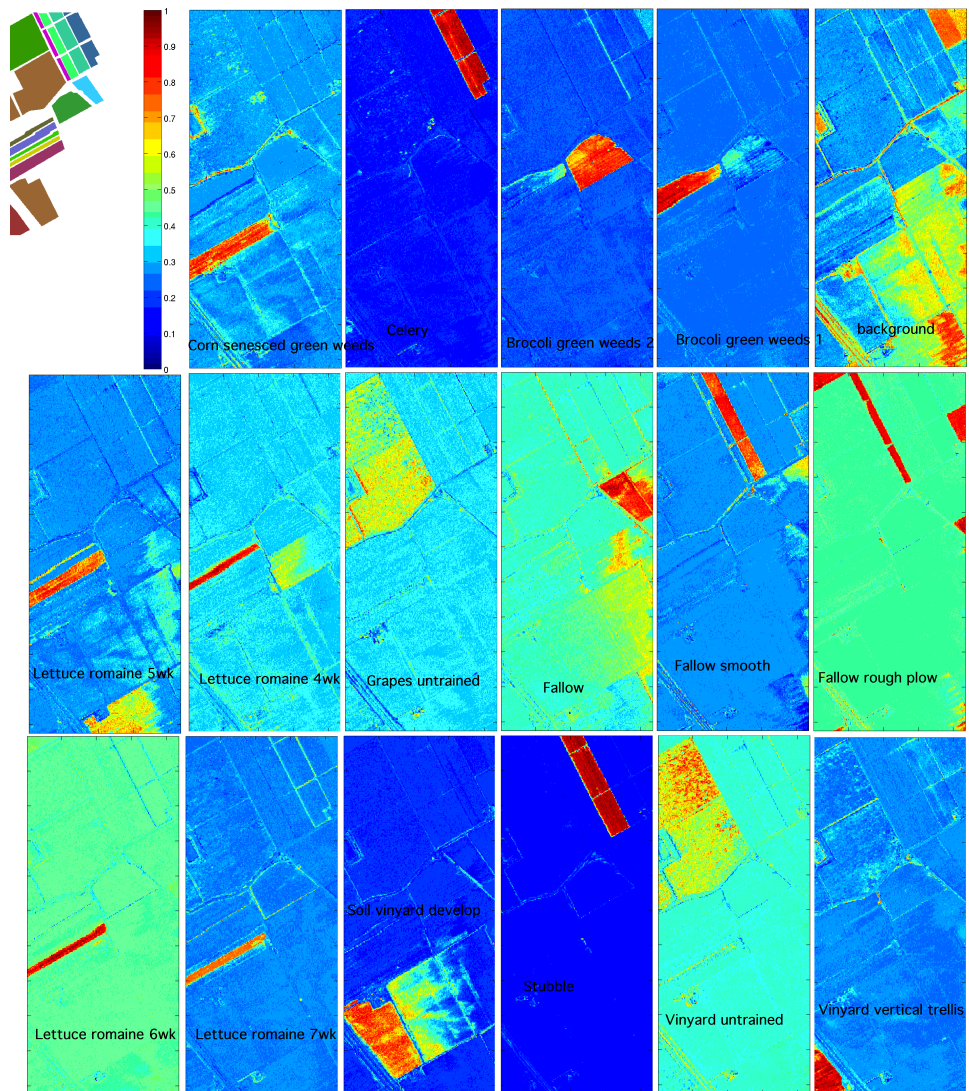 1
0.9
0.8
0.7
0.6
0.5
0.4
0.3
0.2
0.1
0
Corn senesced green weeds
Celery
Brocoli green weeds 2
Brocoli green weeds 1
background
Lettuce romaine 5wk
Lettuce romaine 4wk
Grapes untrained
Fallow
Fallow smooth
Fallow rough plow
Lettuce romaine 6wk
Lettuce romaine 7wk
Soil vinyard develop
Stubble
Vinyard untrained
Vinyard vertical trellis